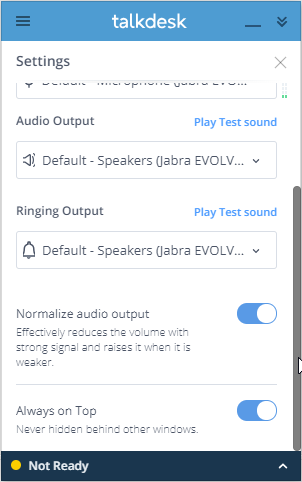 talkdesk
Settings
Default - Microphone (Jabra EVOL...
Audio Output Play Test sound
Default - Speakers (Jabra EVOLV...
Ringing Output Play Test sound
Default - Speakers (Jabra EVOLV...
Normalize audio output
Effectively reduces the volume with
strong signal and raises it when it is
weaker.
Always on Top
Never hidden behind other windows.
Not Ready